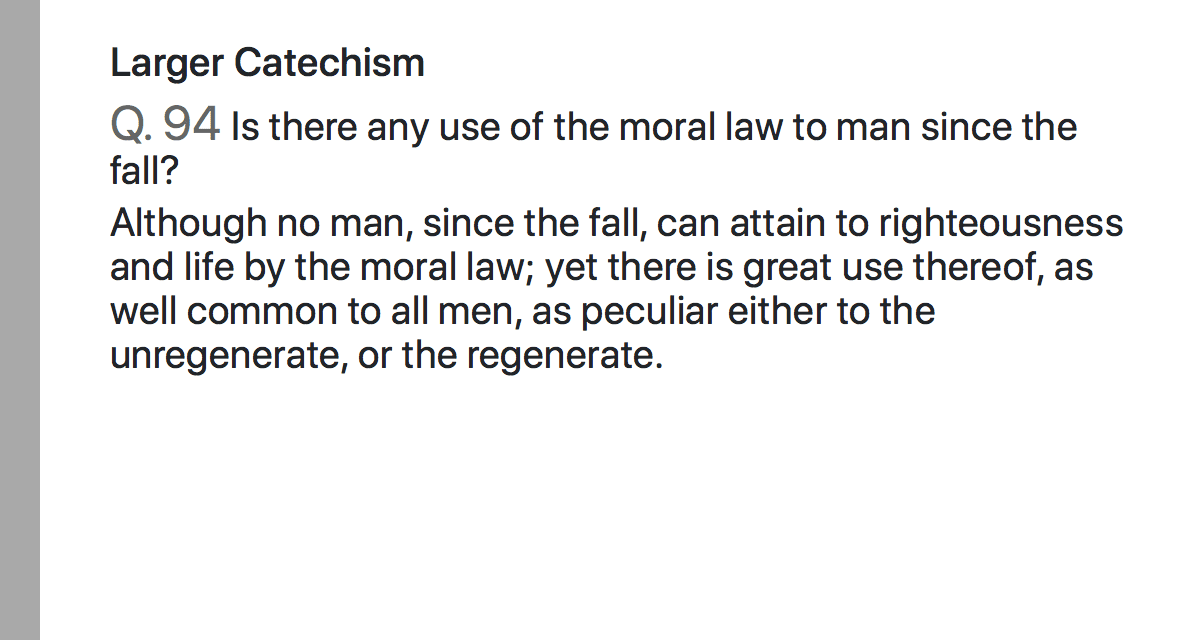 Larger Catechism
Q. 94 Is there any use of the moral law to man since the
fall?
Although no man, since the fall, can attain to righteousness
and life by the moral law; yet there is great use thereof, as
well common to all men, as peculiar either to the
unregenerate, or the regenerate.